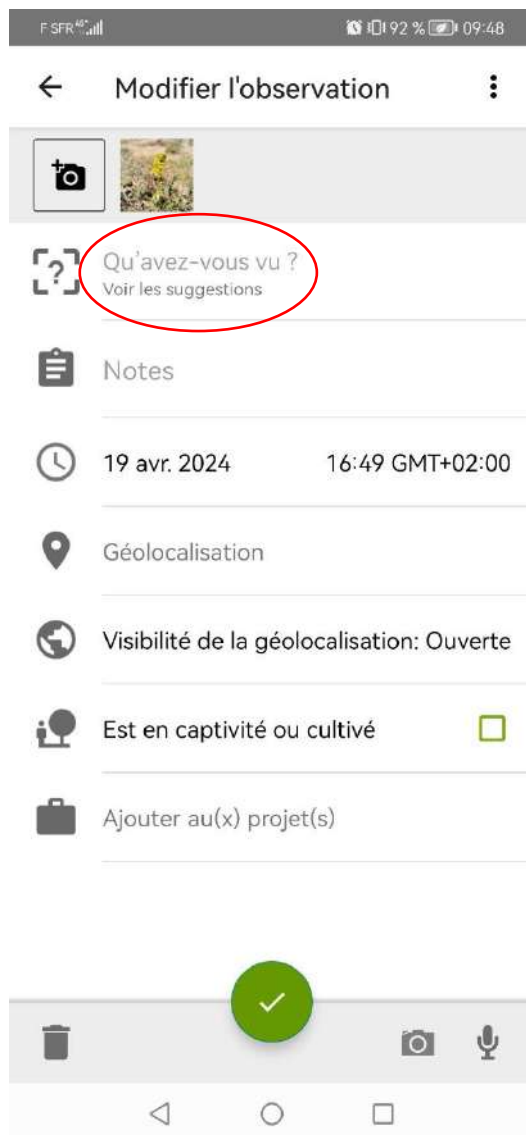 F SFR 92 % 09:48
Modifier l'observation
Qu'avez-vous vu ?
Voir les suggestions
Notes
19 avr. 2024 16:49 GMT+02:00
Géolocalisation
Visibilité de la géolocalisation: Ouverte
Est en captivité ou cultivé
Ajouter au(x) projet(s)